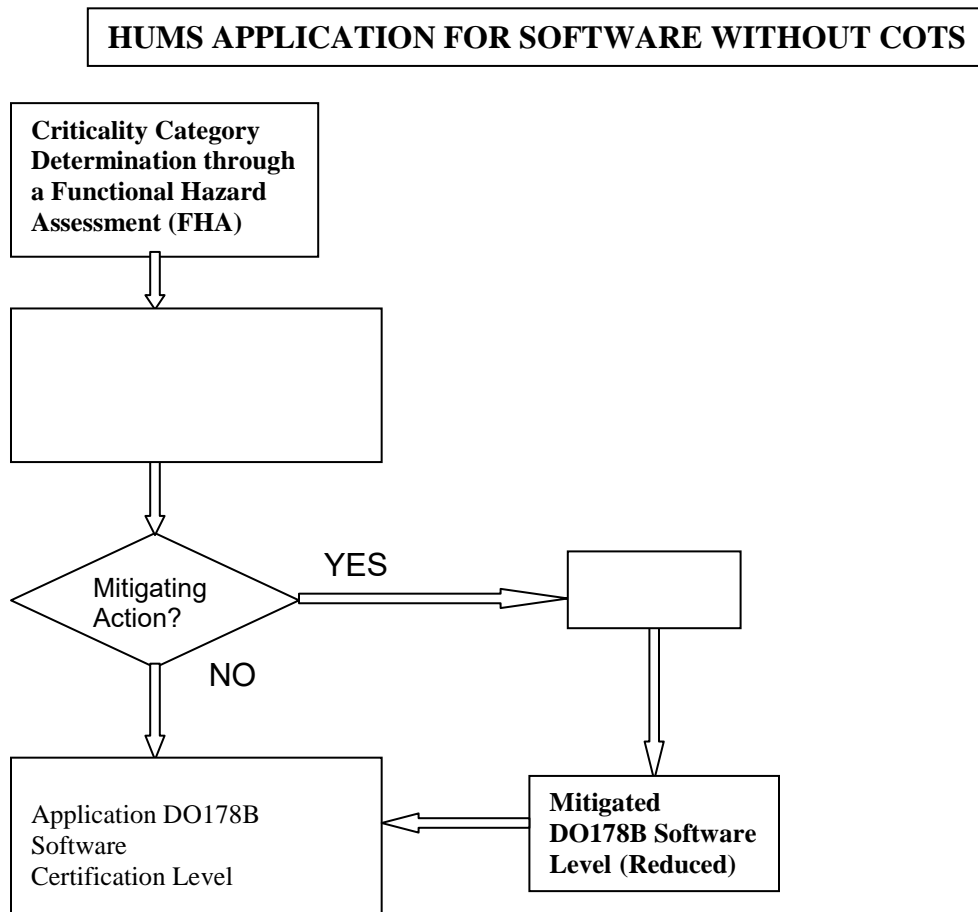 HUMS APPLICATION FOR SOFTWARE WITHOUT COTS
Criticality Category
Determination through
a Functional Hazard
Assessment (FHA)
Mitigating
Action?
YES
NO
Application DO178B
Software
Certification Level
Mitigated
DO178B Software
Level (Reduced)